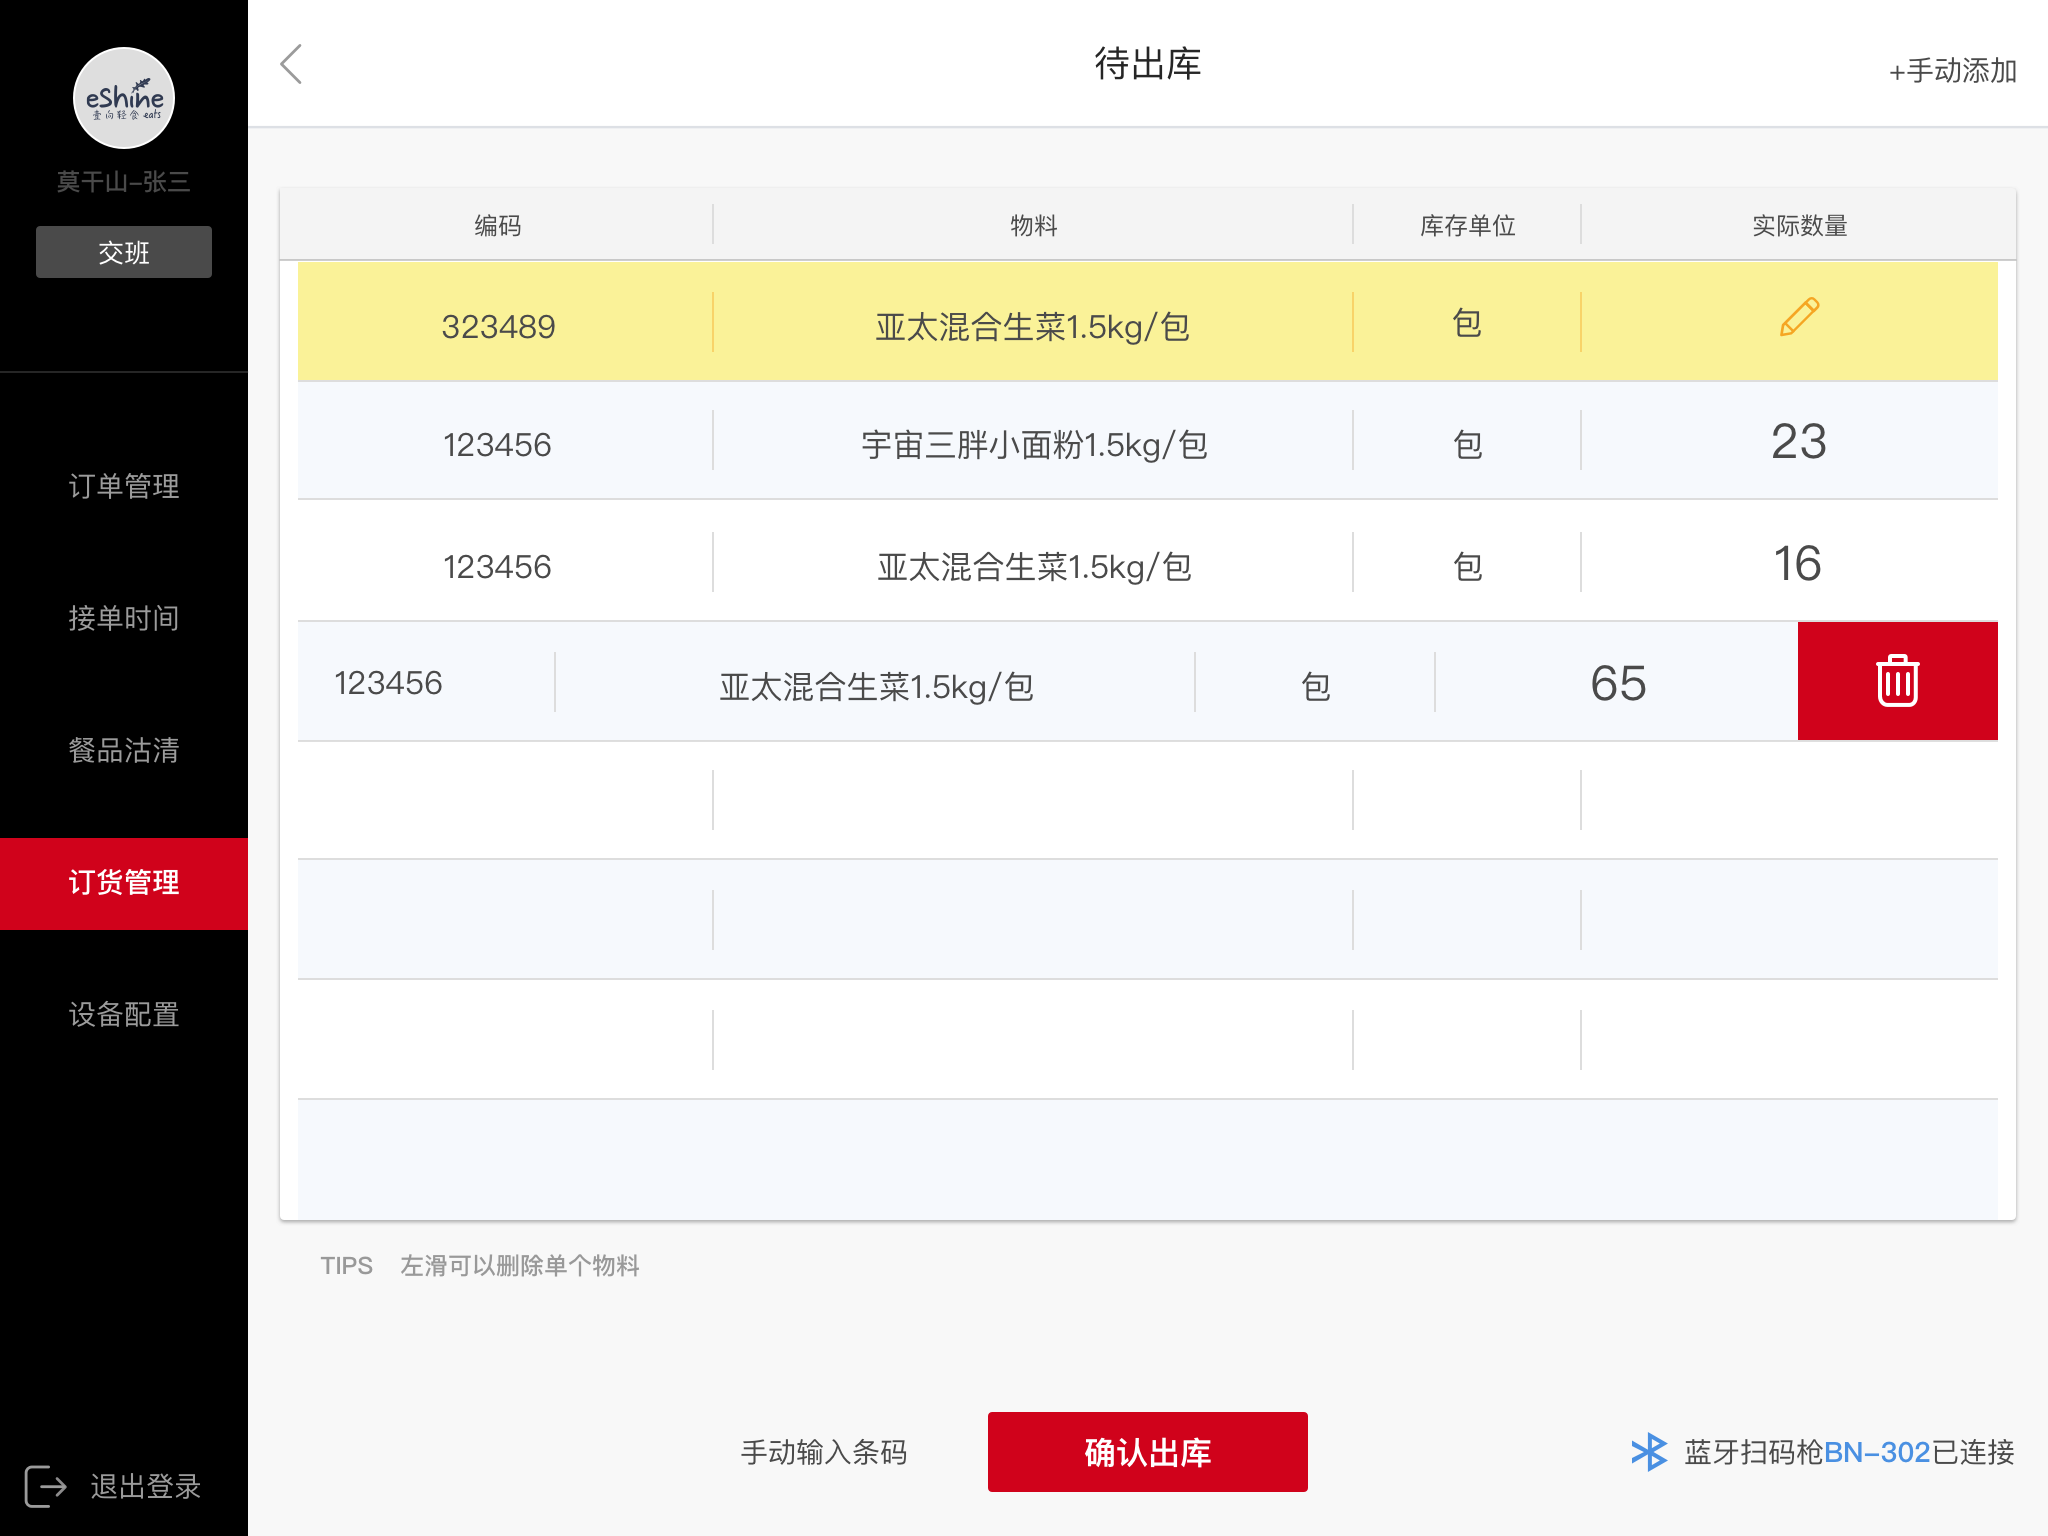 eShine
壹向轻食 eats
莫干山-张三
交班
订单管理
接单时间
餐品沽清
订货管理
设备配置
退出登录
待出库
+手动添加
编码 物料 库存单位 实际数量
323489 亚太混合生菜1.5kg/包 包
123456 宇宙三胖小面粉1.5kg/包 包 23
123456 亚太混合生菜1.5kg/包 包 16
123456 亚太混合生菜1.5kg/包 包 65
TIPS 左滑可以删除单个物料
手动输入条码
确认出库
蓝牙扫码枪BN-302已连接